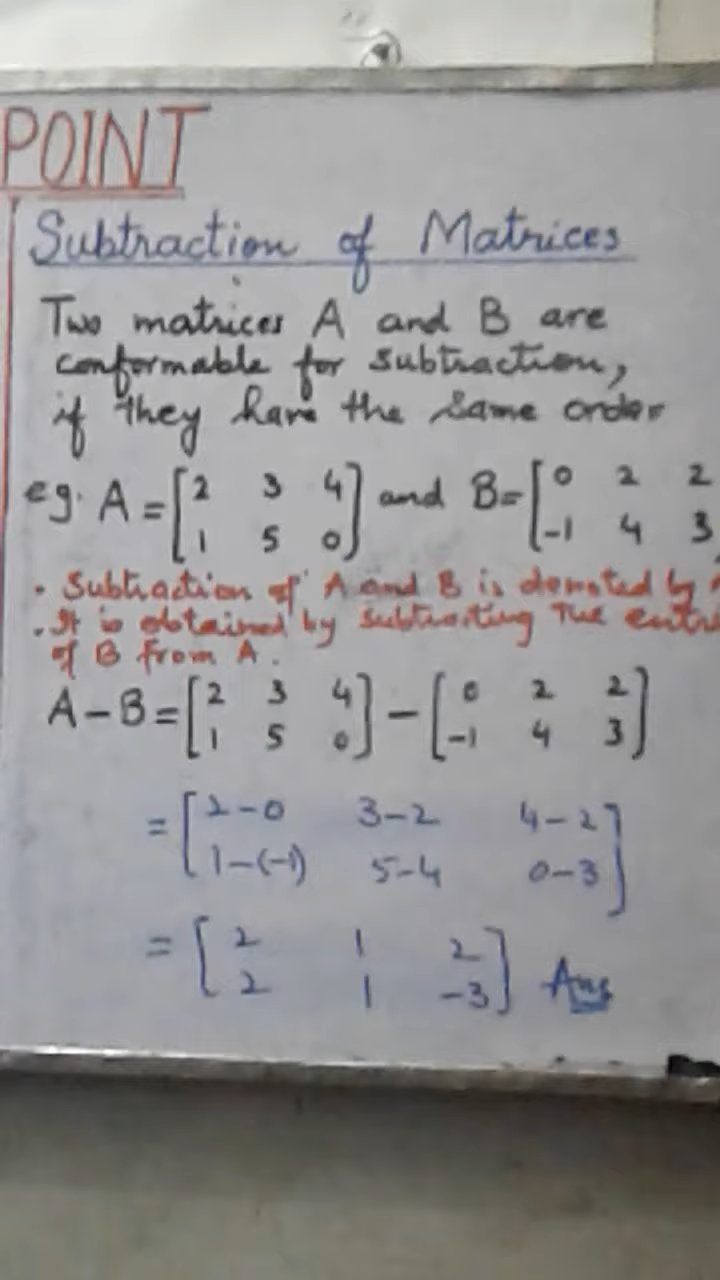 POINT
Subtraction of Matrices
Two matrices A and B are
conformable for subtraction,
if they have the same order
eg. A = [2 3 4 and B = [0 2 2
1 5 0] -1 4 3
• Subtraction of A and B is denoted by
• It is obtained by subtracting the
of B from A.
A-B = [2 3 4] - [0 2 2]
1 5 0 -1 4 3
= [2-0 3-2 4-2]
1-(-1) 5-4 0-3
= [2 1 2] Ans
2 1 -3